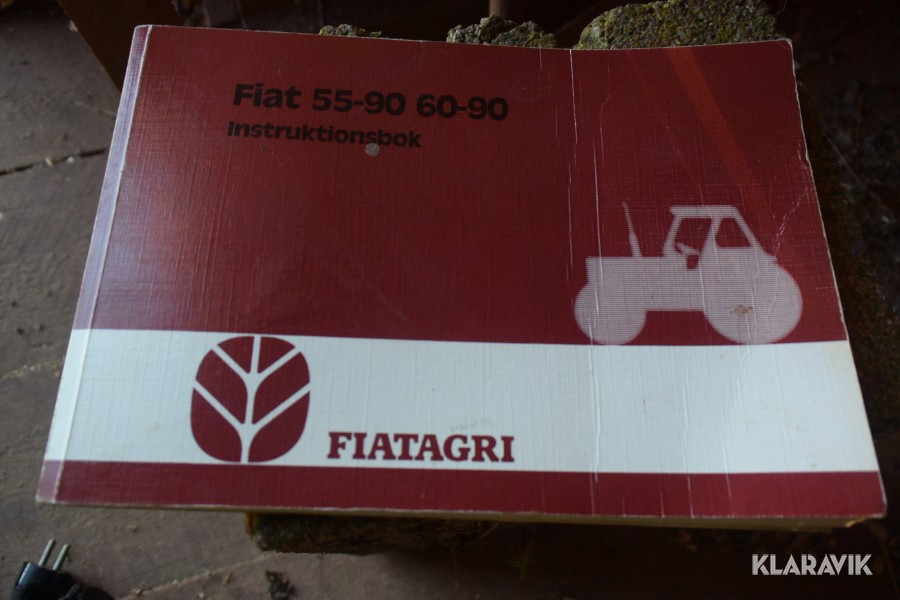 Fiat 55-90 60-90
Instruktionsbok
FIATAGRI
KLARAVIK